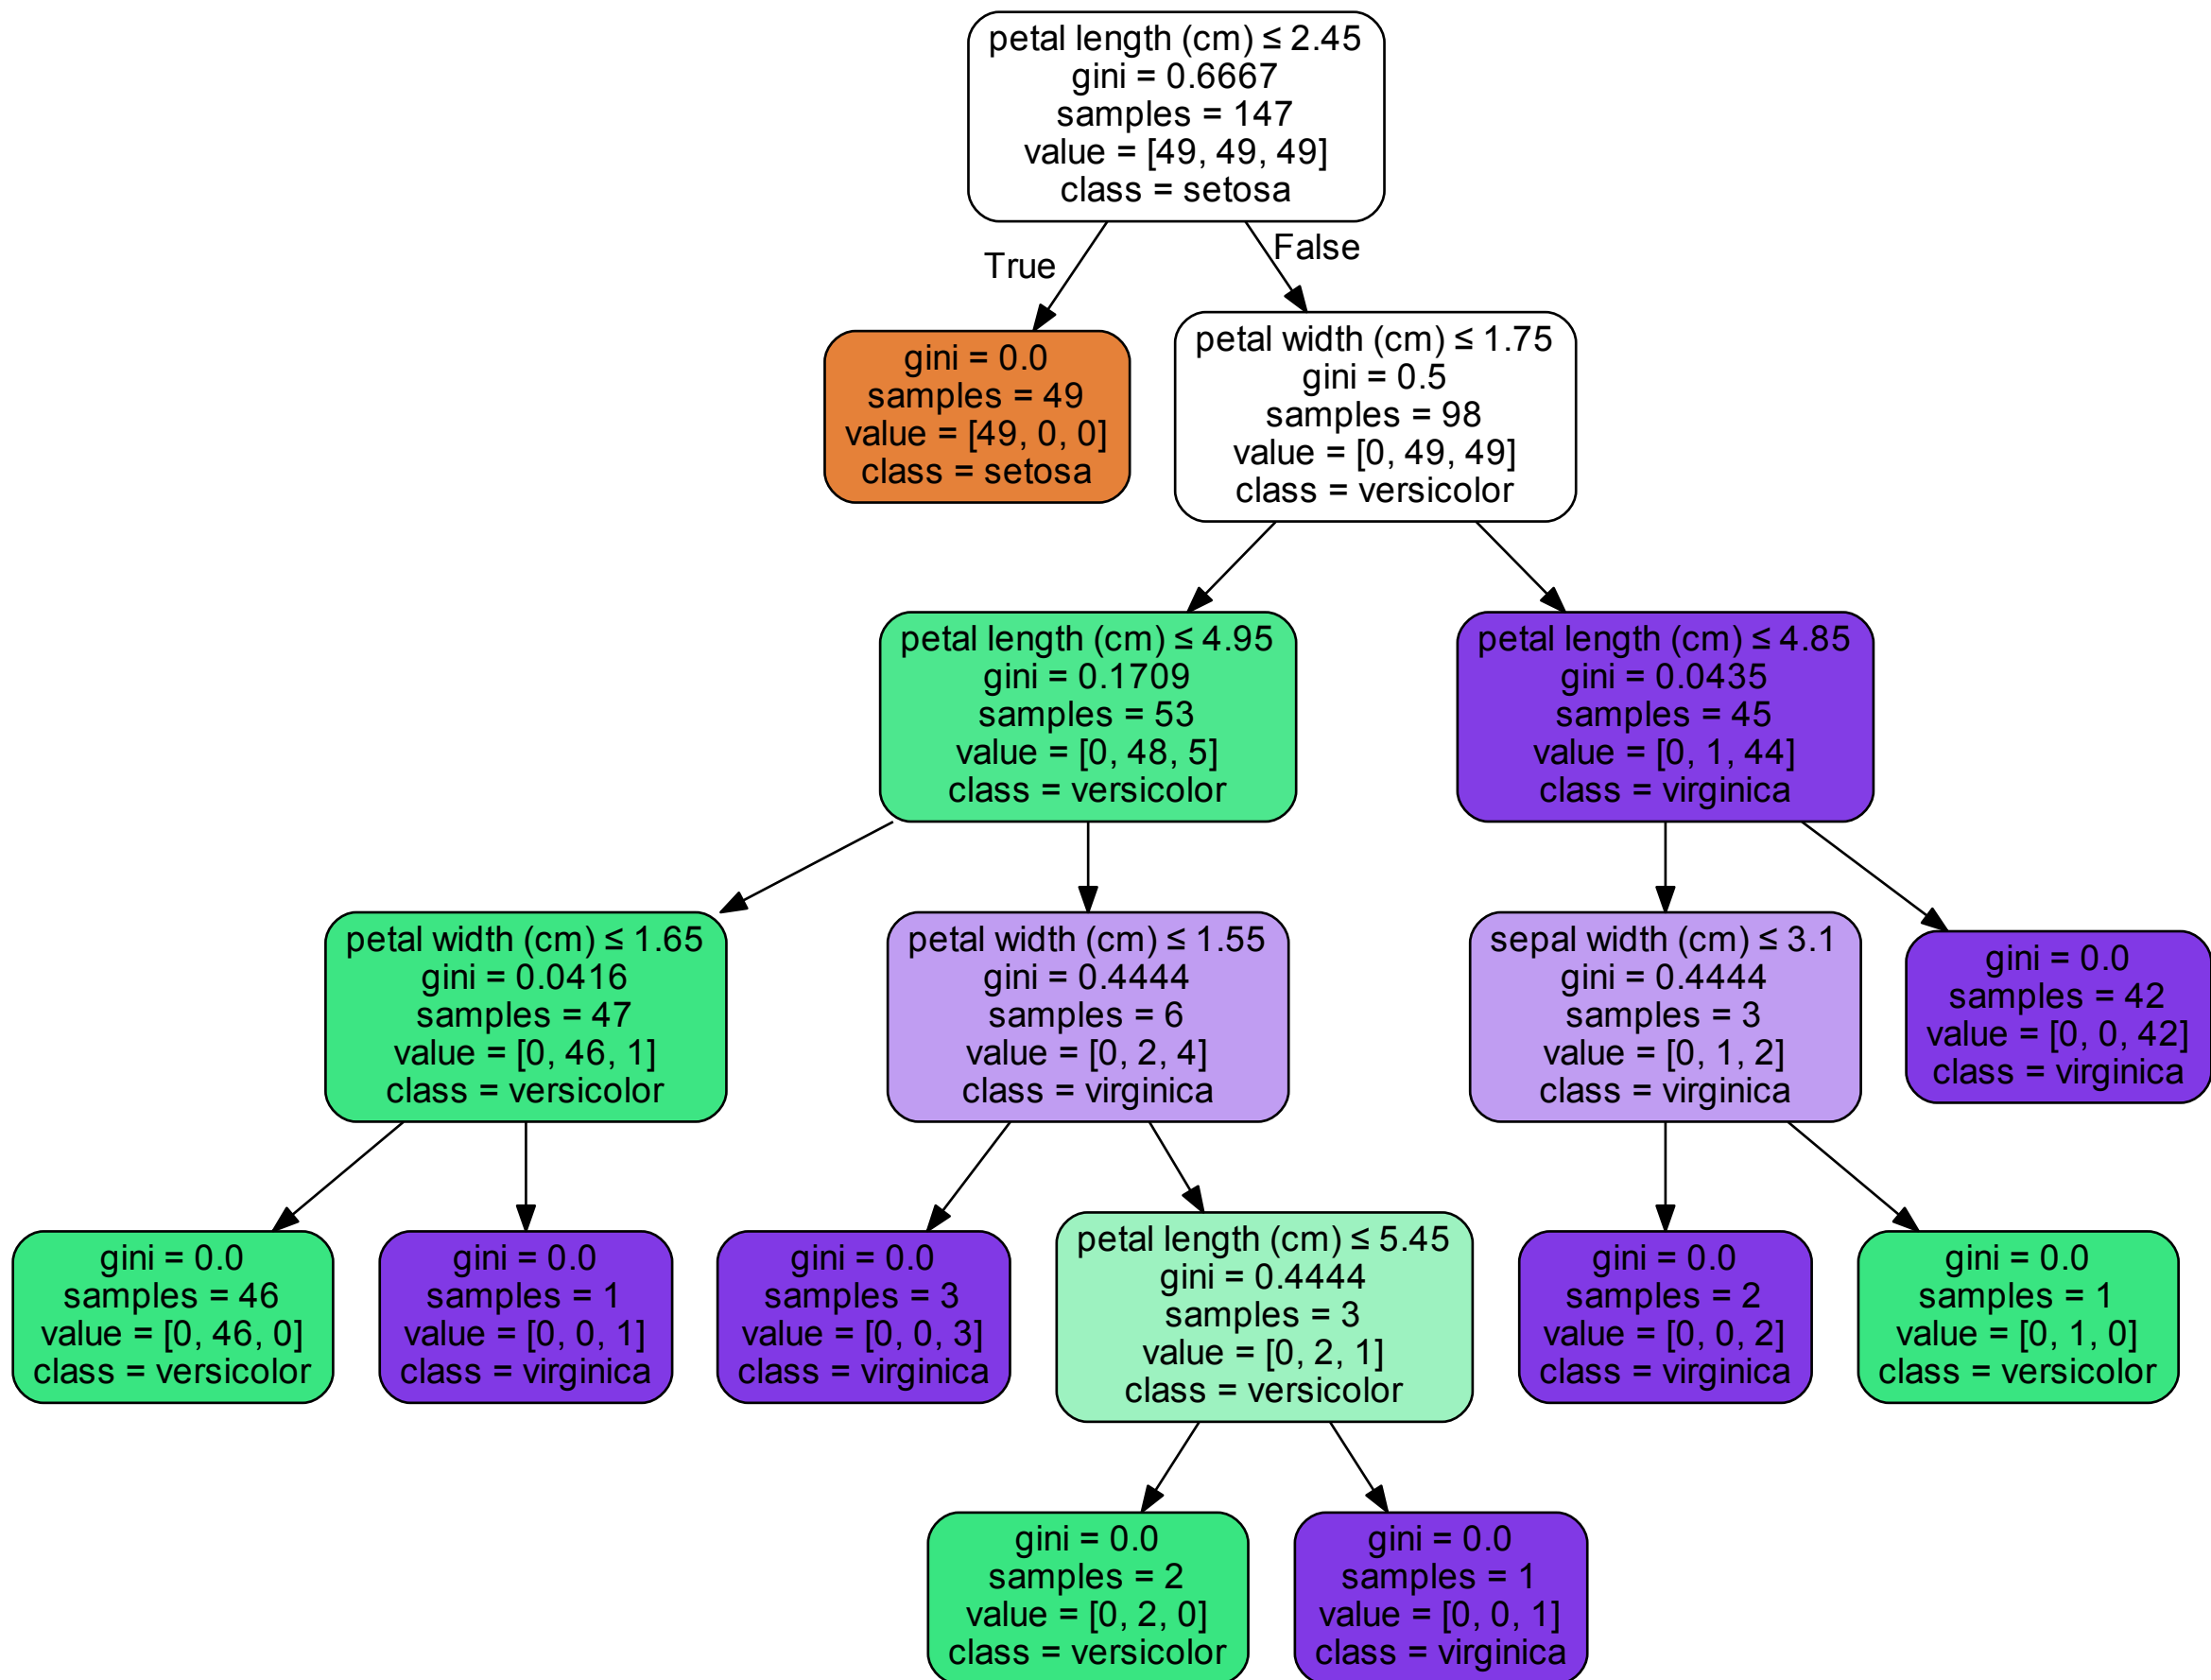 petal length (cm) ≤ 2.45
gini = 0.6667
samples = 147
value = [49, 49, 49]
class = setosa
True
False
gini = 0.0
samples = 49
value = [49, 0, 0]
class = setosa
petal width (cm) ≤ 1.75
gini = 0.5
samples = 98
value = [0, 49, 49]
class = versicolor
petal length (cm) ≤ 4.95
gini = 0.1709
samples = 53
value = [0, 48, 5]
class = versicolor
petal length (cm) ≤ 4.85
gini = 0.0435
samples = 45
value = [0, 1, 44]
class = virginica
petal width (cm) ≤ 1.65
gini = 0.0416
samples = 47
value = [0, 46, 1]
class = versicolor
petal width (cm) ≤ 1.55
gini = 0.4444
samples = 6
value = [0, 2, 4]
class = virginica
sepal width (cm) ≤ 3.1
gini = 0.4444
samples = 3
value = [0, 1, 2]
class = virginica
gini = 0.0
samples = 42
value = [0, 0, 42]
class = virginica
gini = 0.0
samples = 46
value = [0, 46, 0]
class = versicolor
gini = 0.0
samples = 1
value = [0, 0, 1]
class = virginica
gini = 0.0
samples = 3
value = [0, 0, 3]
class = virginica
petal length (cm) ≤ 5.45
gini = 0.4444
samples = 3
value = [0, 2, 1]
class = versicolor
gini = 0.0
samples = 2
value = [0, 0, 2]
class = virginica
gini = 0.0
samples = 1
value = [0, 1, 0]
class = versicolor
gini = 0.0
samples = 2
value = [0, 2, 0]
class = versicolor
gini = 0.0
samples = 1
value = [0, 0, 1]
class = virginica